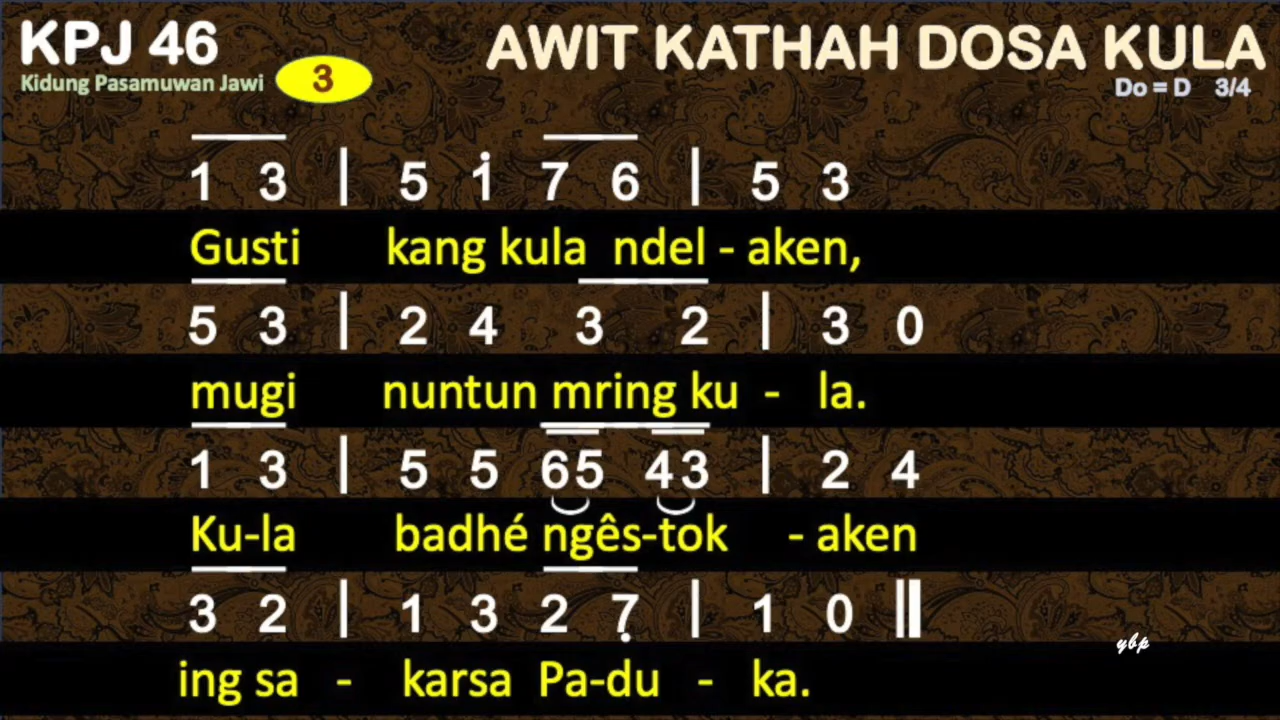 KPJ 46
Kidung Pasamuwan Jawi
3
AWIT KATHAH DOSA KULA
Do = D 3/4
1 3 | 5 1̇ 7 6 | 5 3
Gusti kang kula ndel - aken,
5 3 | 2 4 3 2 | 3 0
mugi nuntun mring ku - la.
1 3 | 5 5 65 43 | 2 4
Ku-la badhé ngês-tok - aken
3 2 | 1 3 2 7̣ | 1 0 ||
ing sa - karsa Pa-du - ka.
ybp